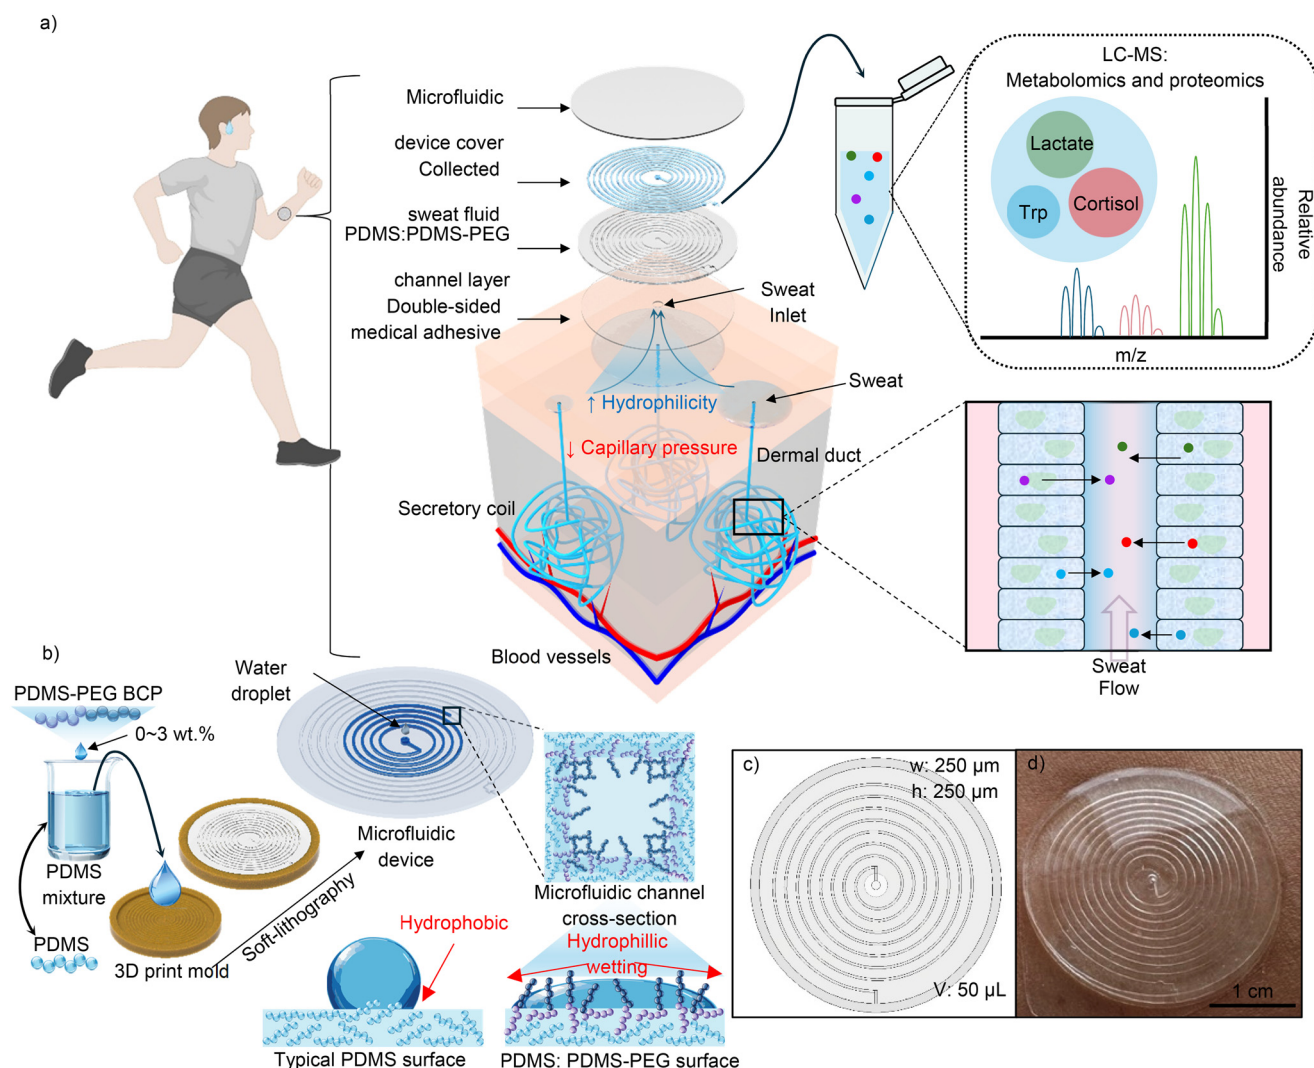 a)
Microfluidic
device cover
Collected
sweat fluid
PDMS:PDMS-PEG
channel layer
Double-sided
medical adhesive
Sweat
Inlet
Sweat
↑ Hydrophilicity
↓ Capillary pressure
Dermal duct
Secretory coil
Blood vessels
LC-MS:
Metabolomics and proteomics
Lactate
Trp
Cortisol
Relative
abundance
m/z
Sweat
Flow
b)
PDMS-PEG BCP
0~3 wt.%
PDMS
mixture
PDMS
3D print mold
Soft-lithography
Water
droplet
Microfluidic
device
Microfluidic channel
cross-section
Hydrophobic
Typical PDMS surface
Hydrophillic
wetting
PDMS: PDMS-PEG surface
c)
w: 250 µm
h: 250 µm
V: 50 µL
d)
1 cm